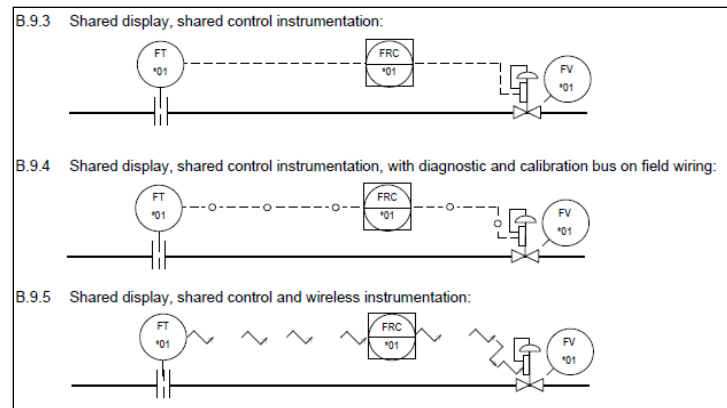 B.9.3 Shared display, shared control instrumentation:
FT
*01
FRC
*01
FV
*01
B.9.4 Shared display, shared control instrumentation, with diagnostic and calibration bus on field wiring:
FT
*01
FRC
*01
FV
*01
B.9.5 Shared display, shared control and wireless instrumentation:
FT
*01
FRC
*01
FV
*01